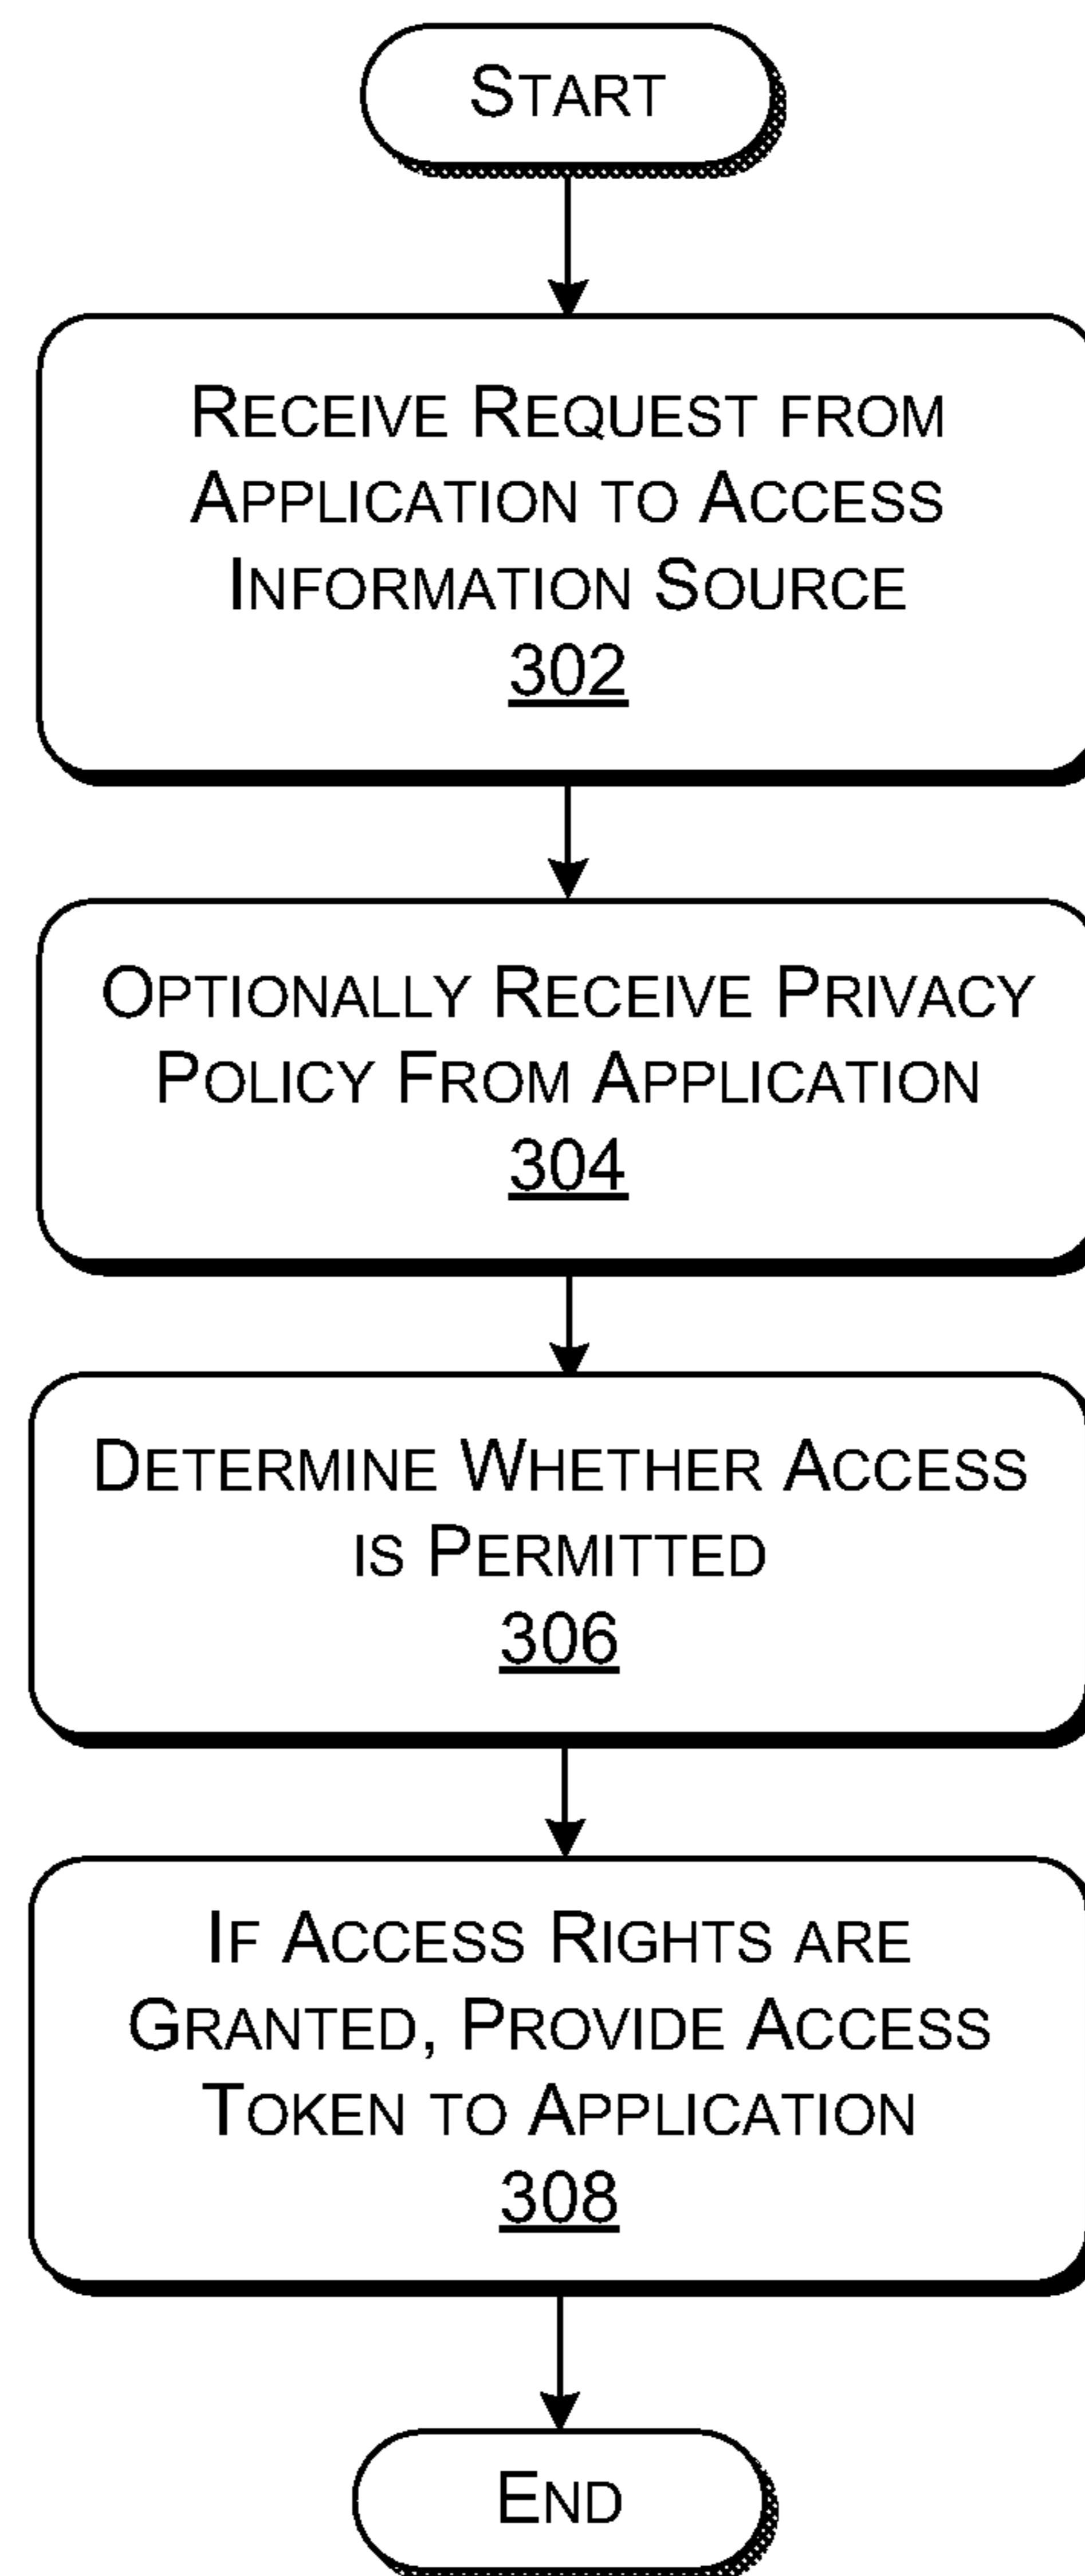 START
RECEIVE REQUEST FROM
APPLICATION TO ACCESS
INFORMATION SOURCE
302
OPTIONALLY RECEIVE PRIVACY
POLICY FROM APPLICATION
304
DETERMINE WHETHER ACCESS
IS PERMITTED
306
IF ACCESS RIGHTS ARE
GRANTED, PROVIDE ACCESS
TOKEN TO APPLICATION
308
END